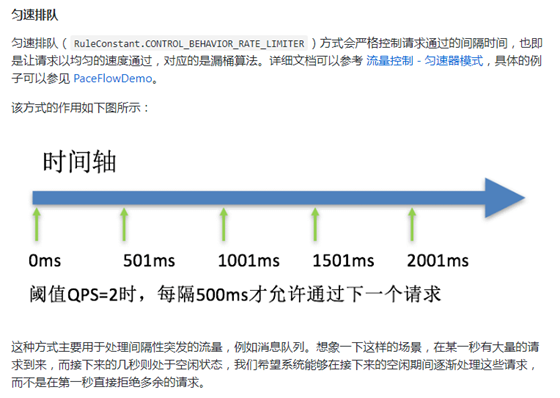 匀速排队
匀速排队（ RuleConstant.CONTROL_BEHAVIOR_RATE_LIMITER ）方式会严格控制请求通过的间隔时间，也即
是让请求以均匀的速度通过，对应的是漏桶算法。详细文档可以参考 流量控制 - 匀速器模式，具体的例
子可以参见 PaceFlowDemo。
该方式的作用如下图所示：
时间轴
0ms 501ms 1001ms 1501ms 2001ms
阈值QPS=2时，每隔500ms才允许通过下一个请求
这种方式主要用于处理间隔性突发的流量，例如消息队列。想象一下这样的场景，在某一秒有大量的请
求到来，而接下来的几秒则处于空闲状态，我们希望系统能够在接下来的空闲期间逐渐处理这些请求，
而不是在第一秒直接拒绝多余的请求。